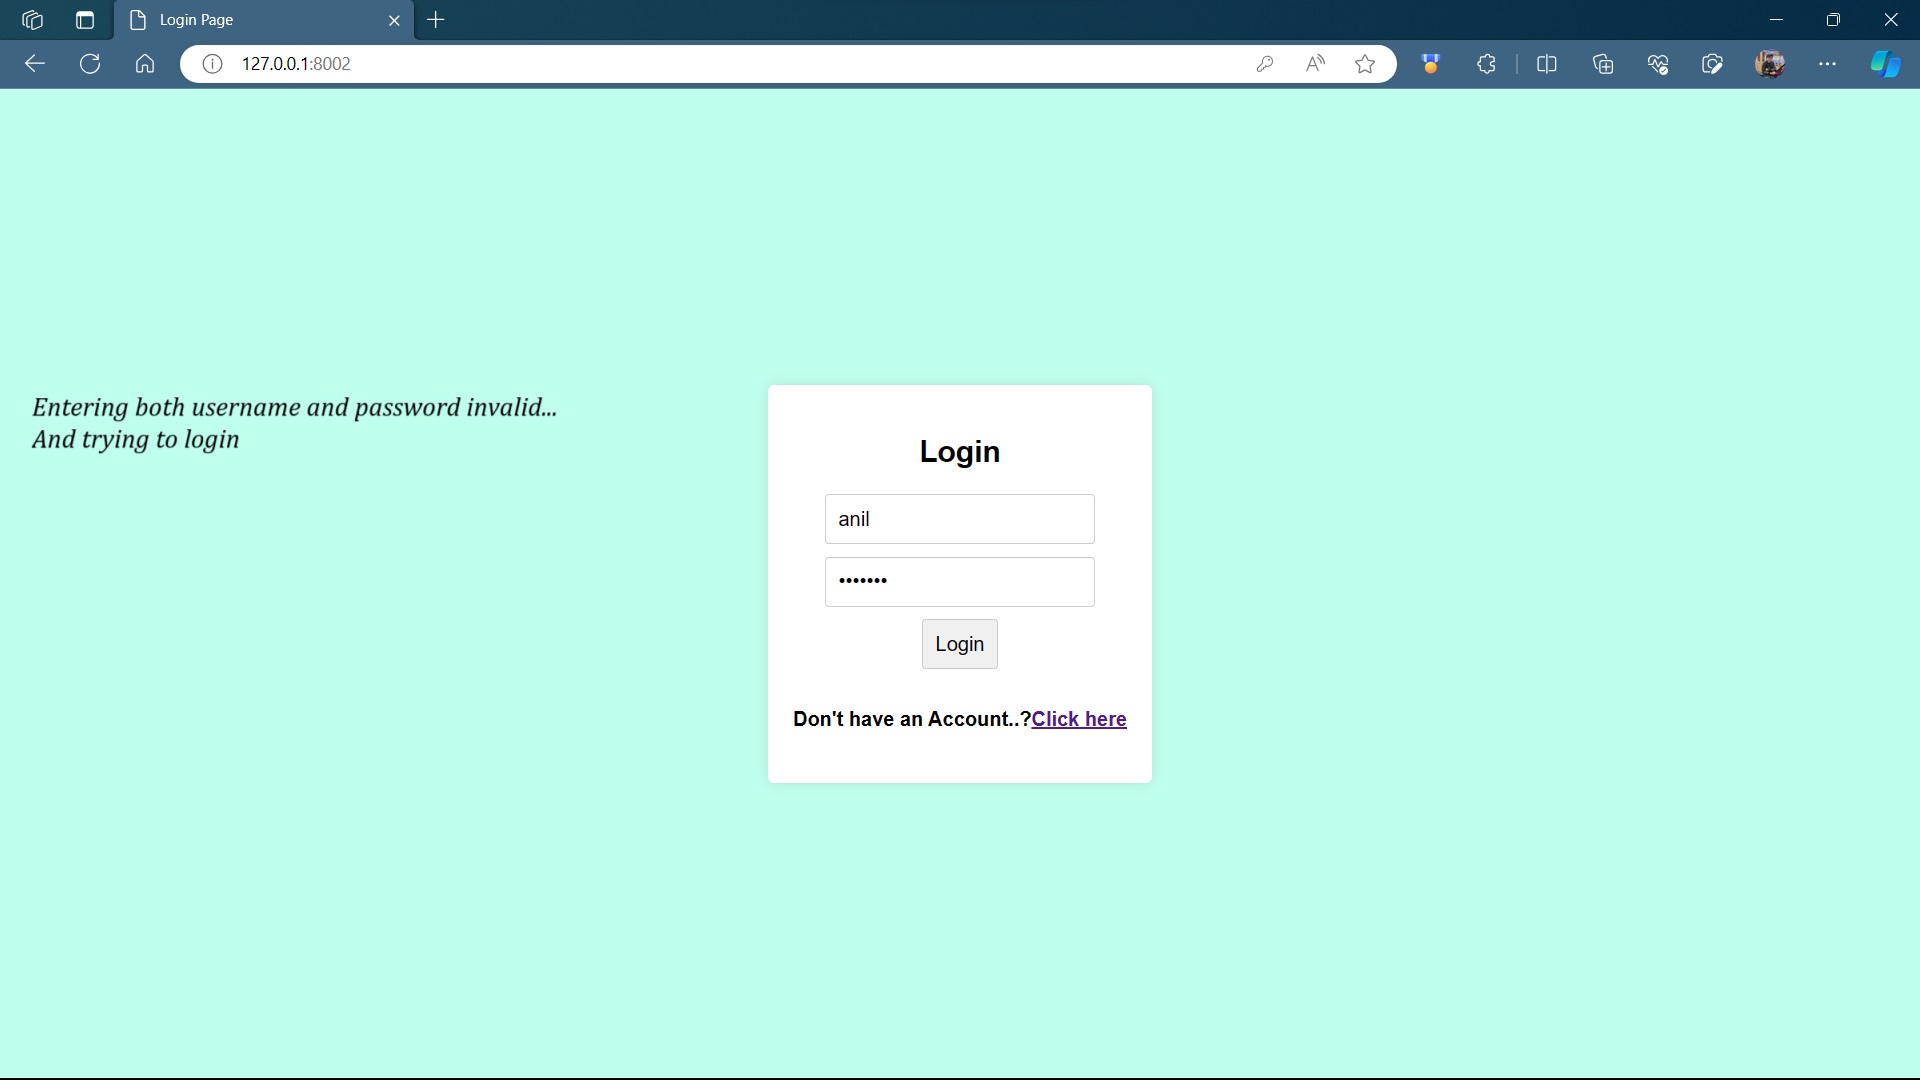 Login Page
127.0.0.1:8002
Entering both username and password invalid...
And trying to login
Login
anil
•••••••
Login
Don't have an Account..?Click here